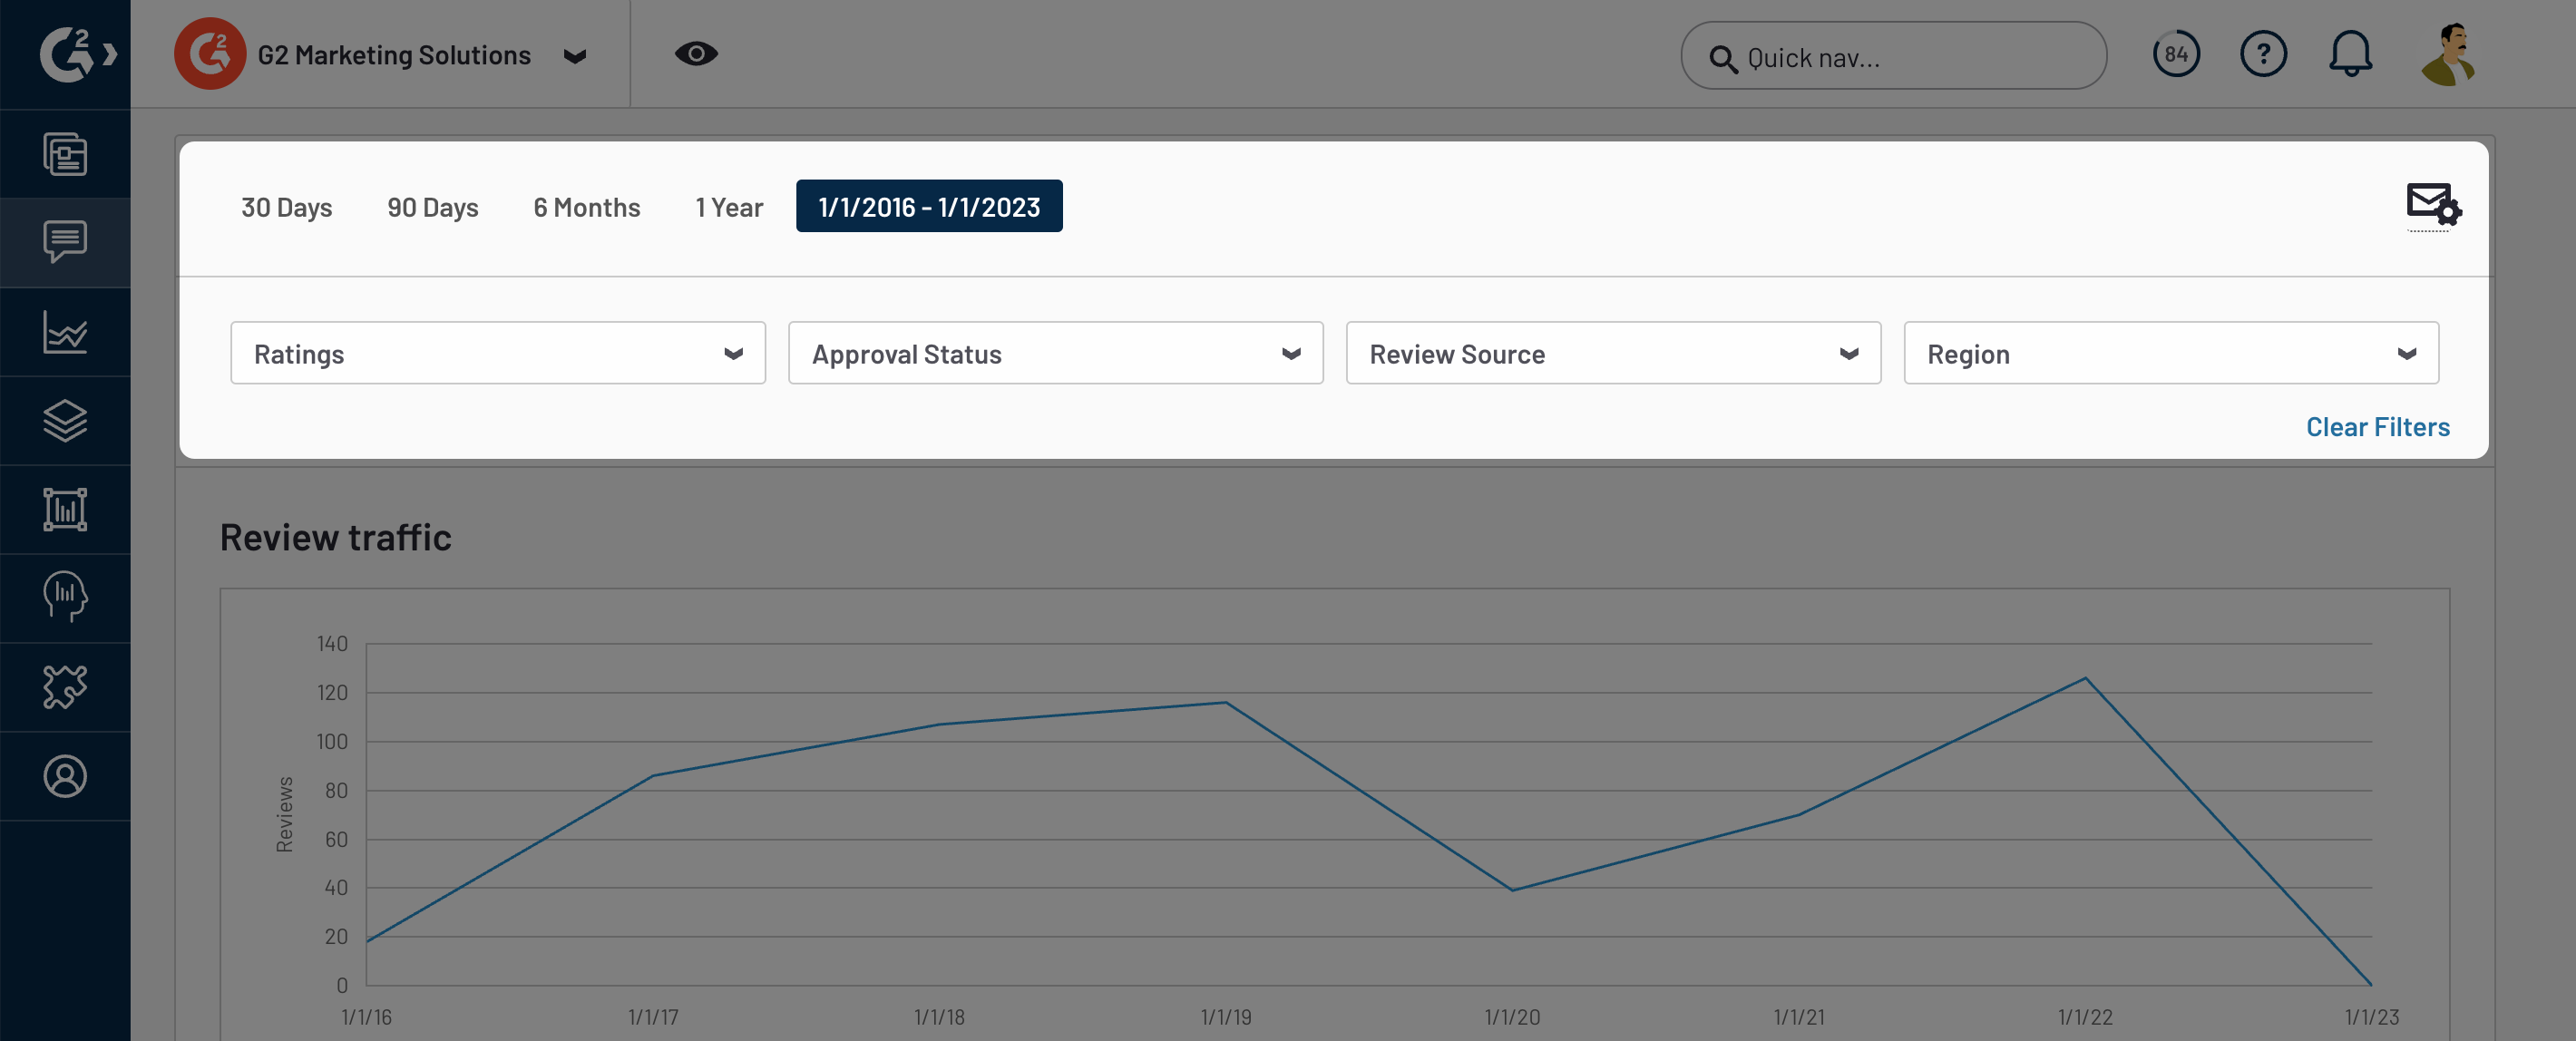 G2 Marketing Solutions
Quick nav...
84
?
30 Days
90 Days
6 Months
1 Year
1/1/2016 - 1/1/2023
Ratings
Approval Status
Review Source
Region
Clear Filters
Review traffic
140
120
100
80
60
40
20
0
Reviews
1/1/16
1/1/17
1/1/18
1/1/19
1/1/20
1/1/21
1/1/22
1/1/23